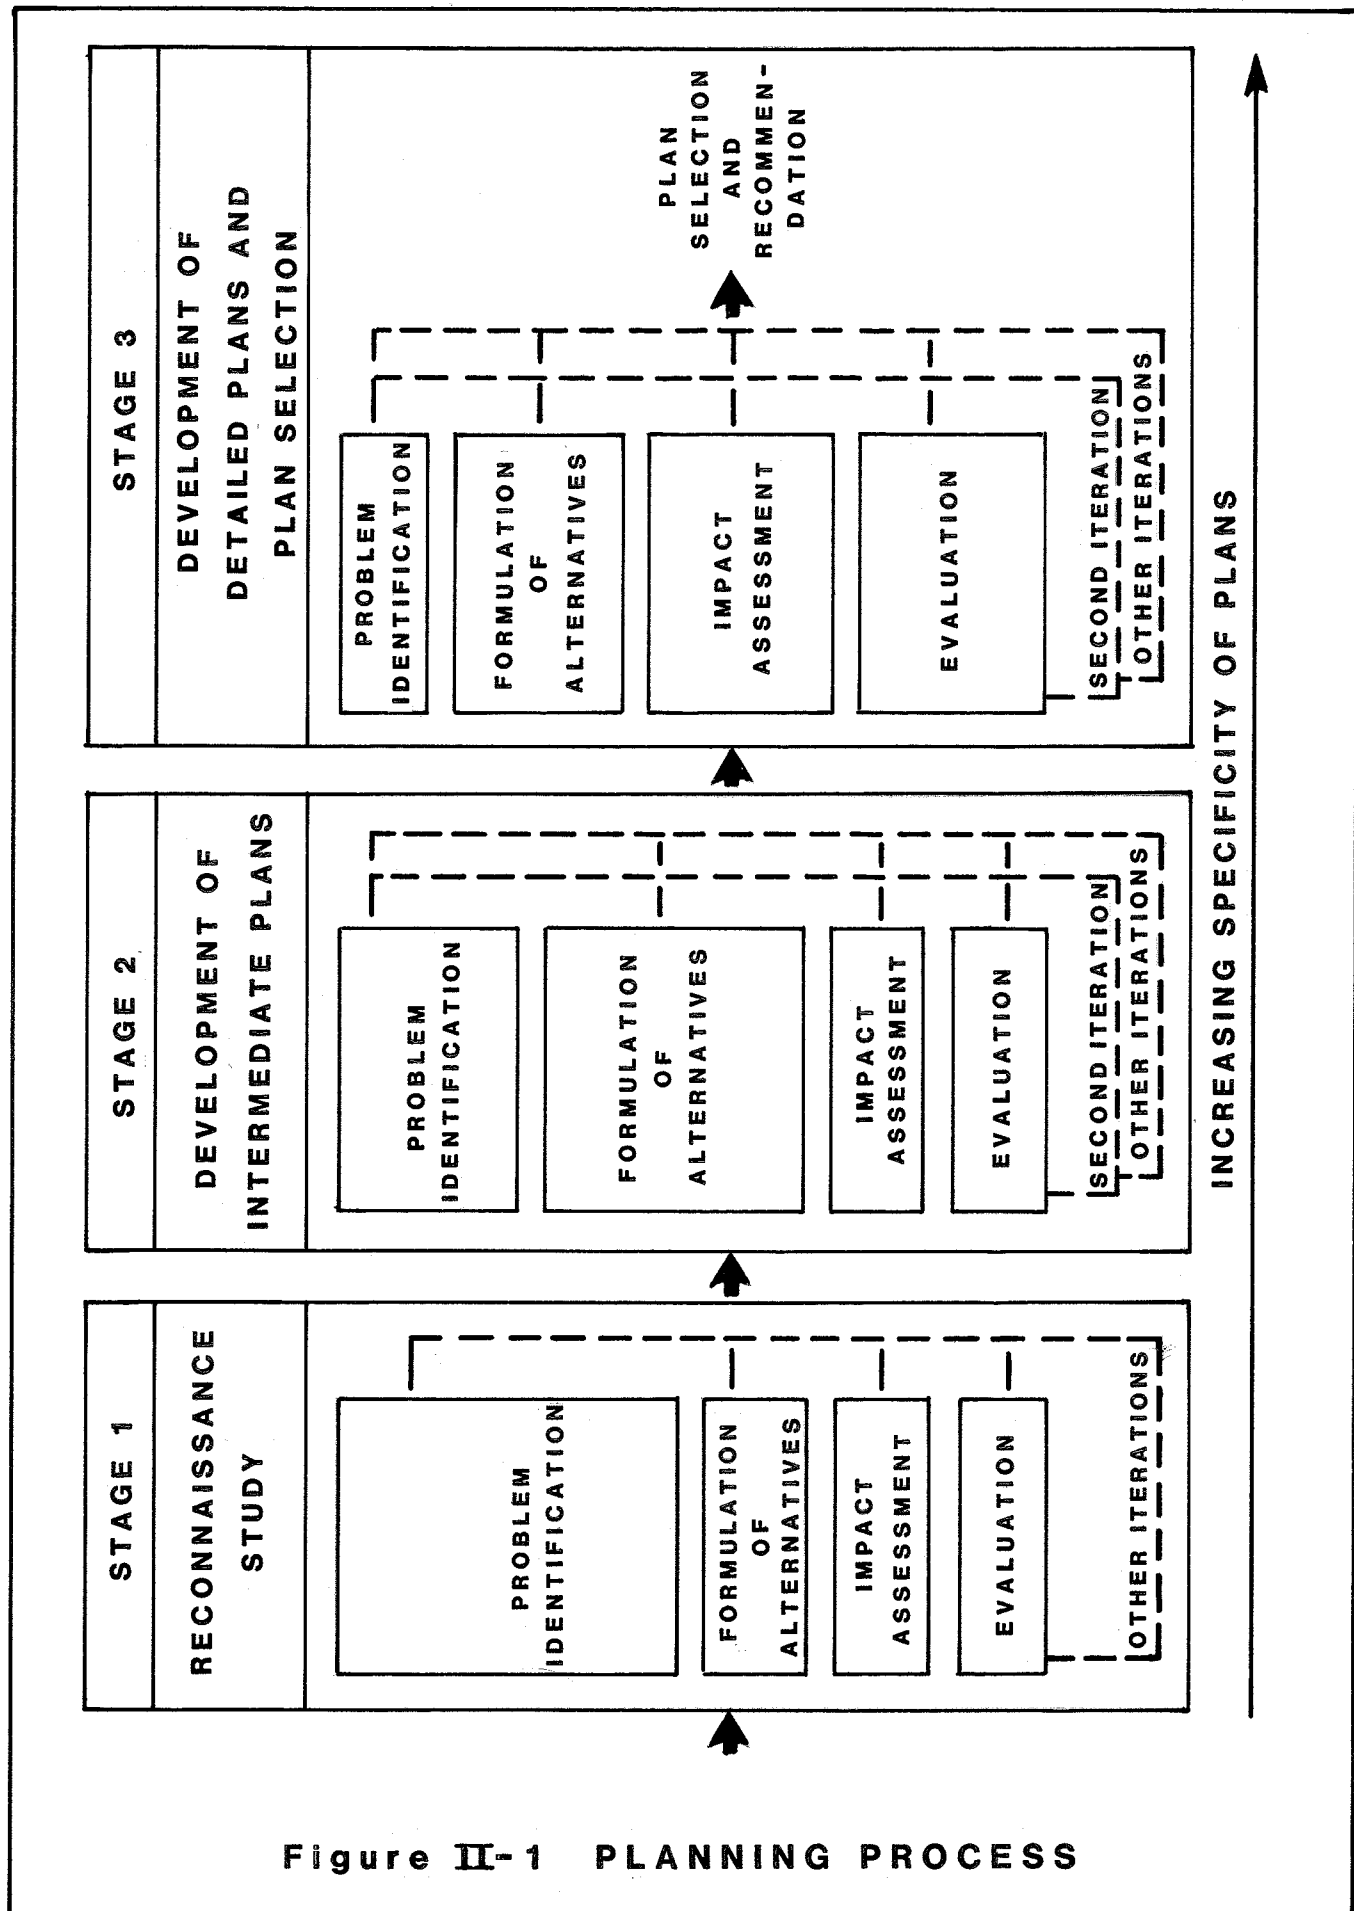 STAGE 1
RECONNAISSANCE
STUDY
PROBLEM
IDENTIFICATION
FORMULATION
OF
ALTERNATIVES
IMPACT
ASSESSMENT
EVALUATION
OTHER ITERATIONS
STAGE 2
DEVELOPMENT OF
INTERMEDIATE PLANS
PROBLEM
IDENTIFICATION
FORMULATION
OF
ALTERNATIVES
IMPACT
ASSESSMENT
EVALUATION
SECOND ITERATION
OTHER ITERATIONS
STAGE 3
DEVELOPMENT OF
DETAILED PLANS AND
PLAN SELECTION
PROBLEM
IDENTIFICATION
FORMULATION
OF
ALTERNATIVES
IMPACT
ASSESSMENT
EVALUATION
SECOND ITERATION
OTHER ITERATIONS
PLAN
SELECTION
AND
RECOMMEN-
DATION
INCREASING SPECIFICITY OF PLANS
Figure II-1 PLANNING PROCESS